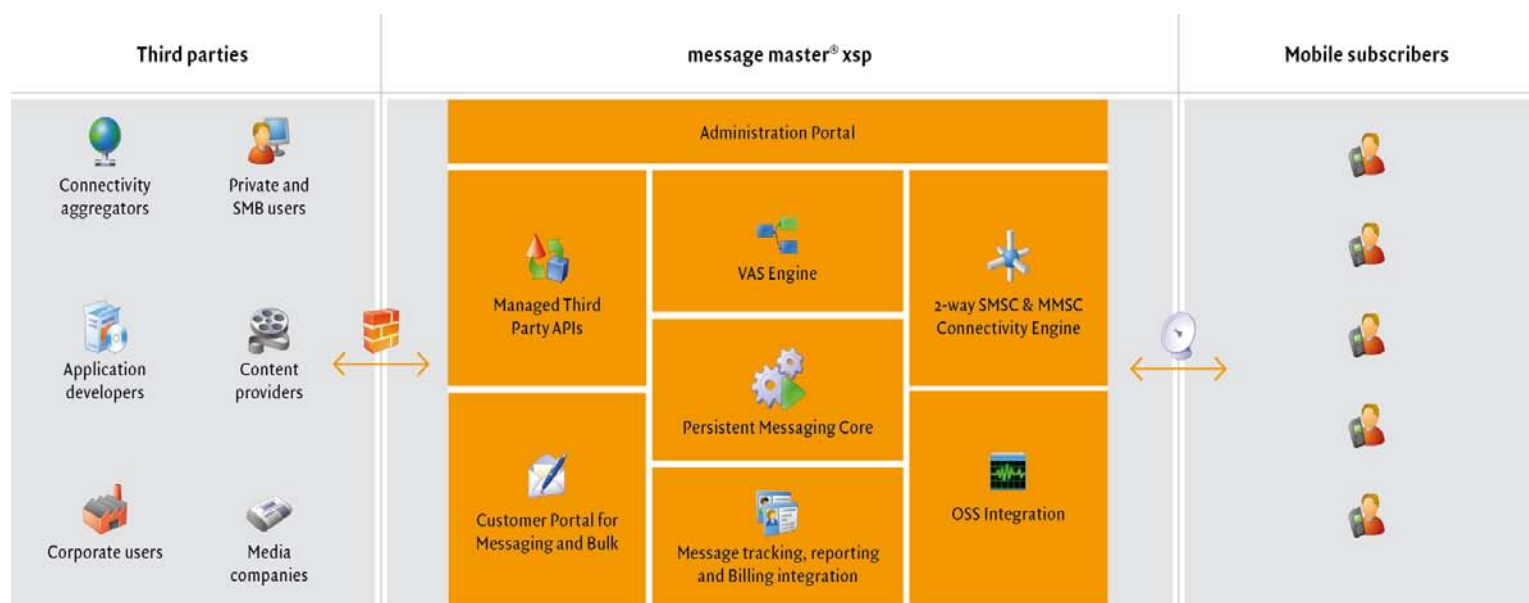 Third parties
message master® xsp
Mobile subscribers
Connectivity
aggregators
Private and
SMB users
Application
developers
Content
providers
Corporate users
Media
companies
Administration Portal
Managed Third
Party APIs
Customer Portal for
Messaging and Bulk
VAS Engine
Persistent Messaging Core
Message tracking, reporting
and Billing integration
2-way SMSC & MMSC
Connectivity Engine
OSS Integration